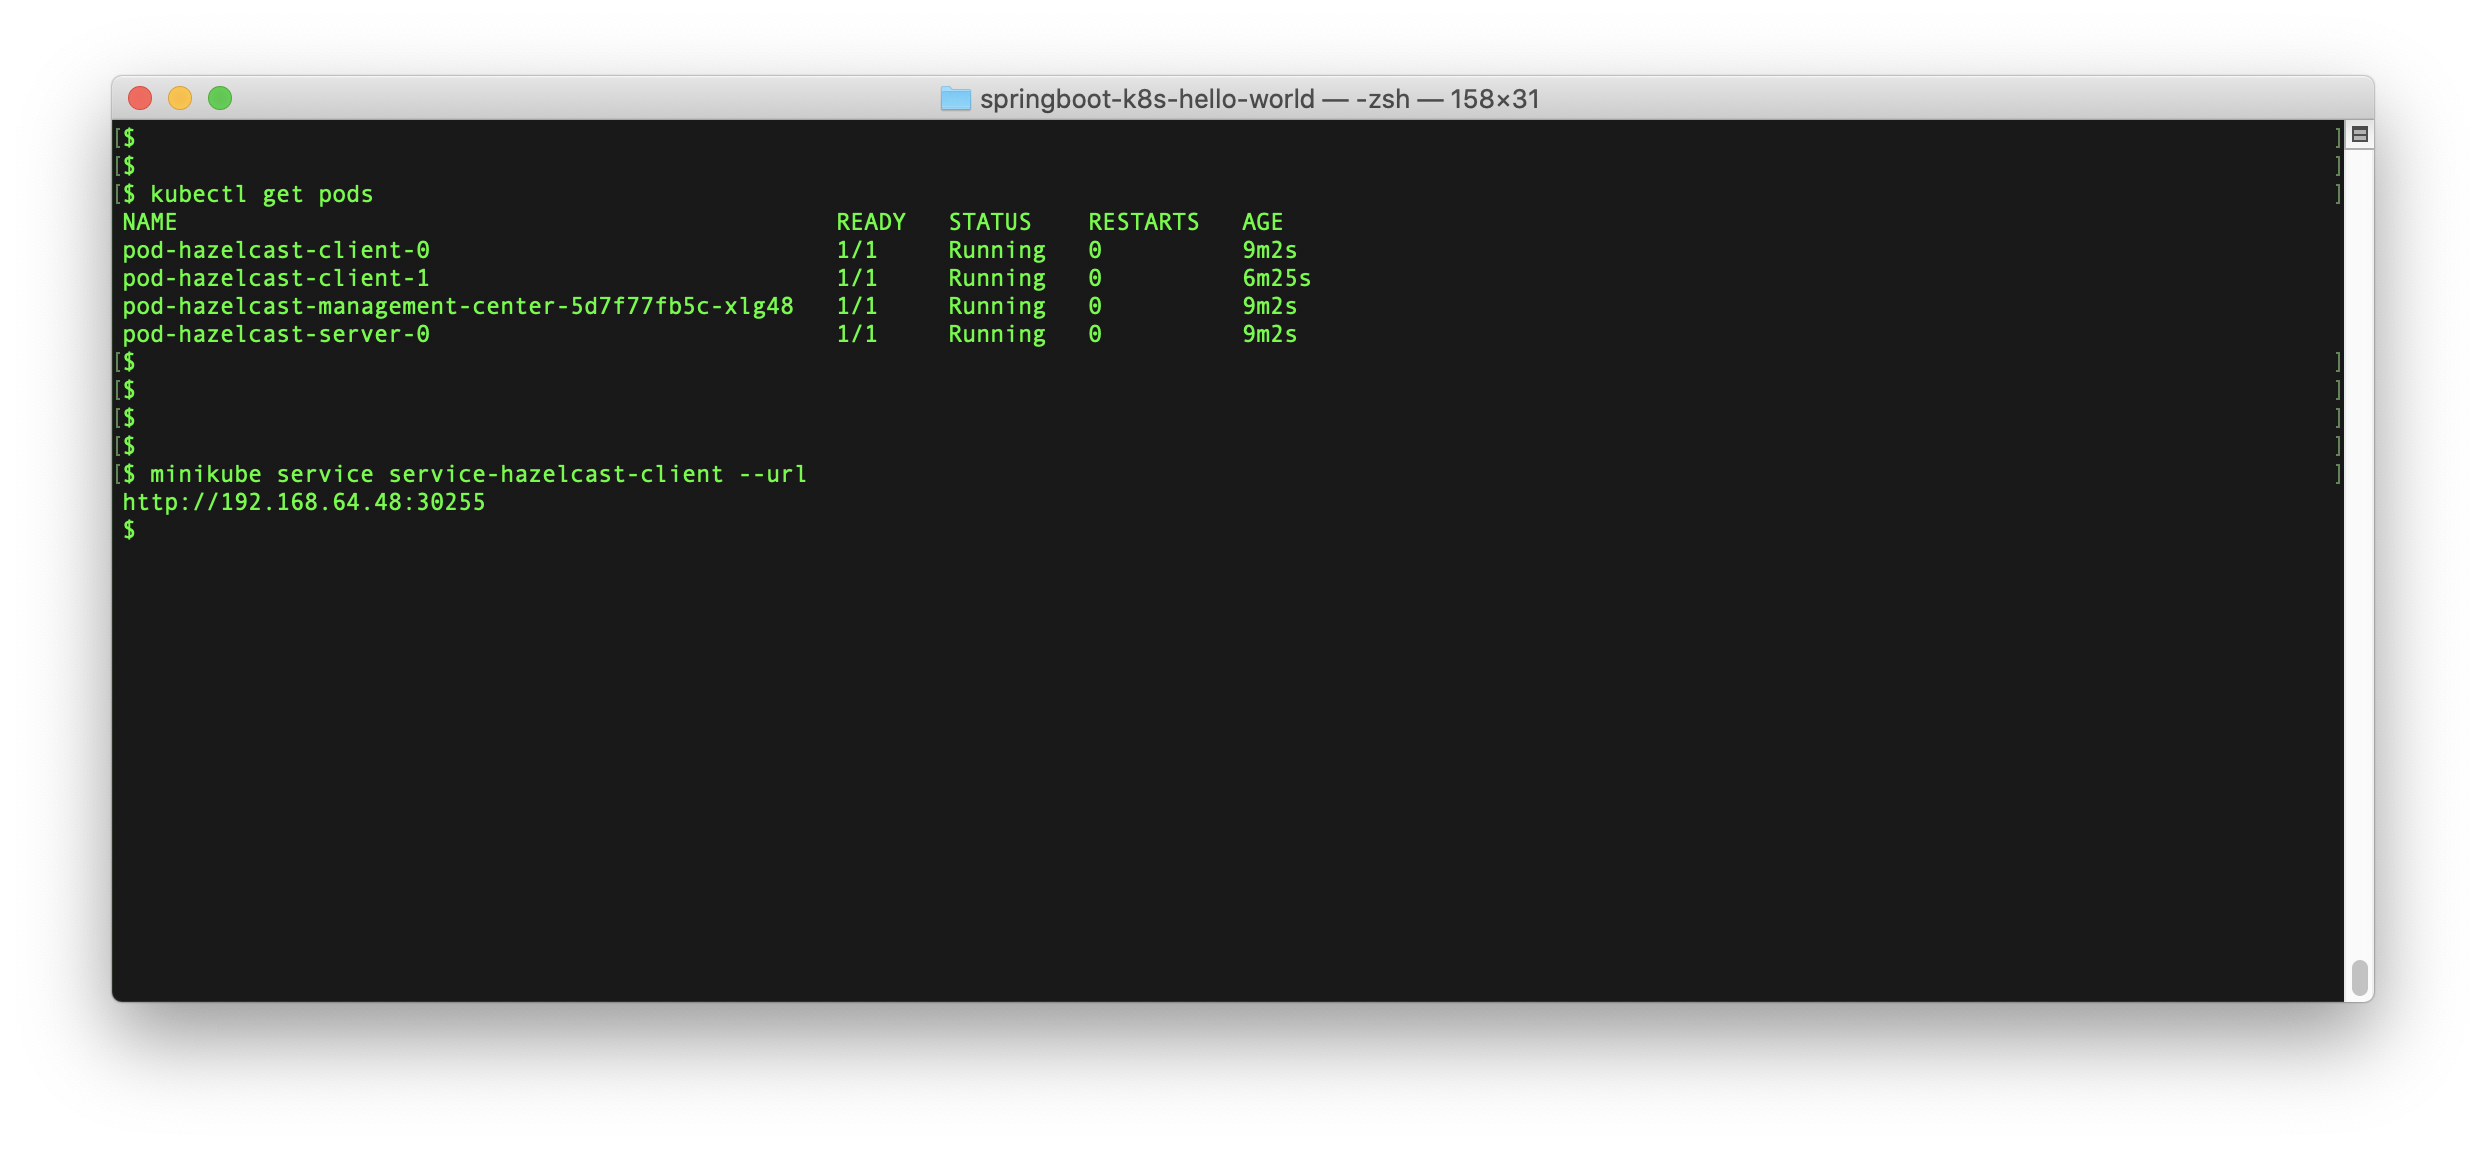 springboot-k8s-hello-world — -zsh — 158×31
[$ ]
[$ ]
[$ kubectl get pods ]
NAME READY STATUS RESTARTS AGE
pod-hazelcast-client-0 1/1 Running 0 9m2s
pod-hazelcast-client-1 1/1 Running 0 6m25s
pod-hazelcast-management-center-5d7f77fb5c-xlg48 1/1 Running 0 9m2s
pod-hazelcast-server-0 1/1 Running 0 9m2s
[$ ]
[$ ]
[$ ]
[$ ]
[$ minikube service service-hazelcast-client --url ]
http://192.168.64.48:30255
$